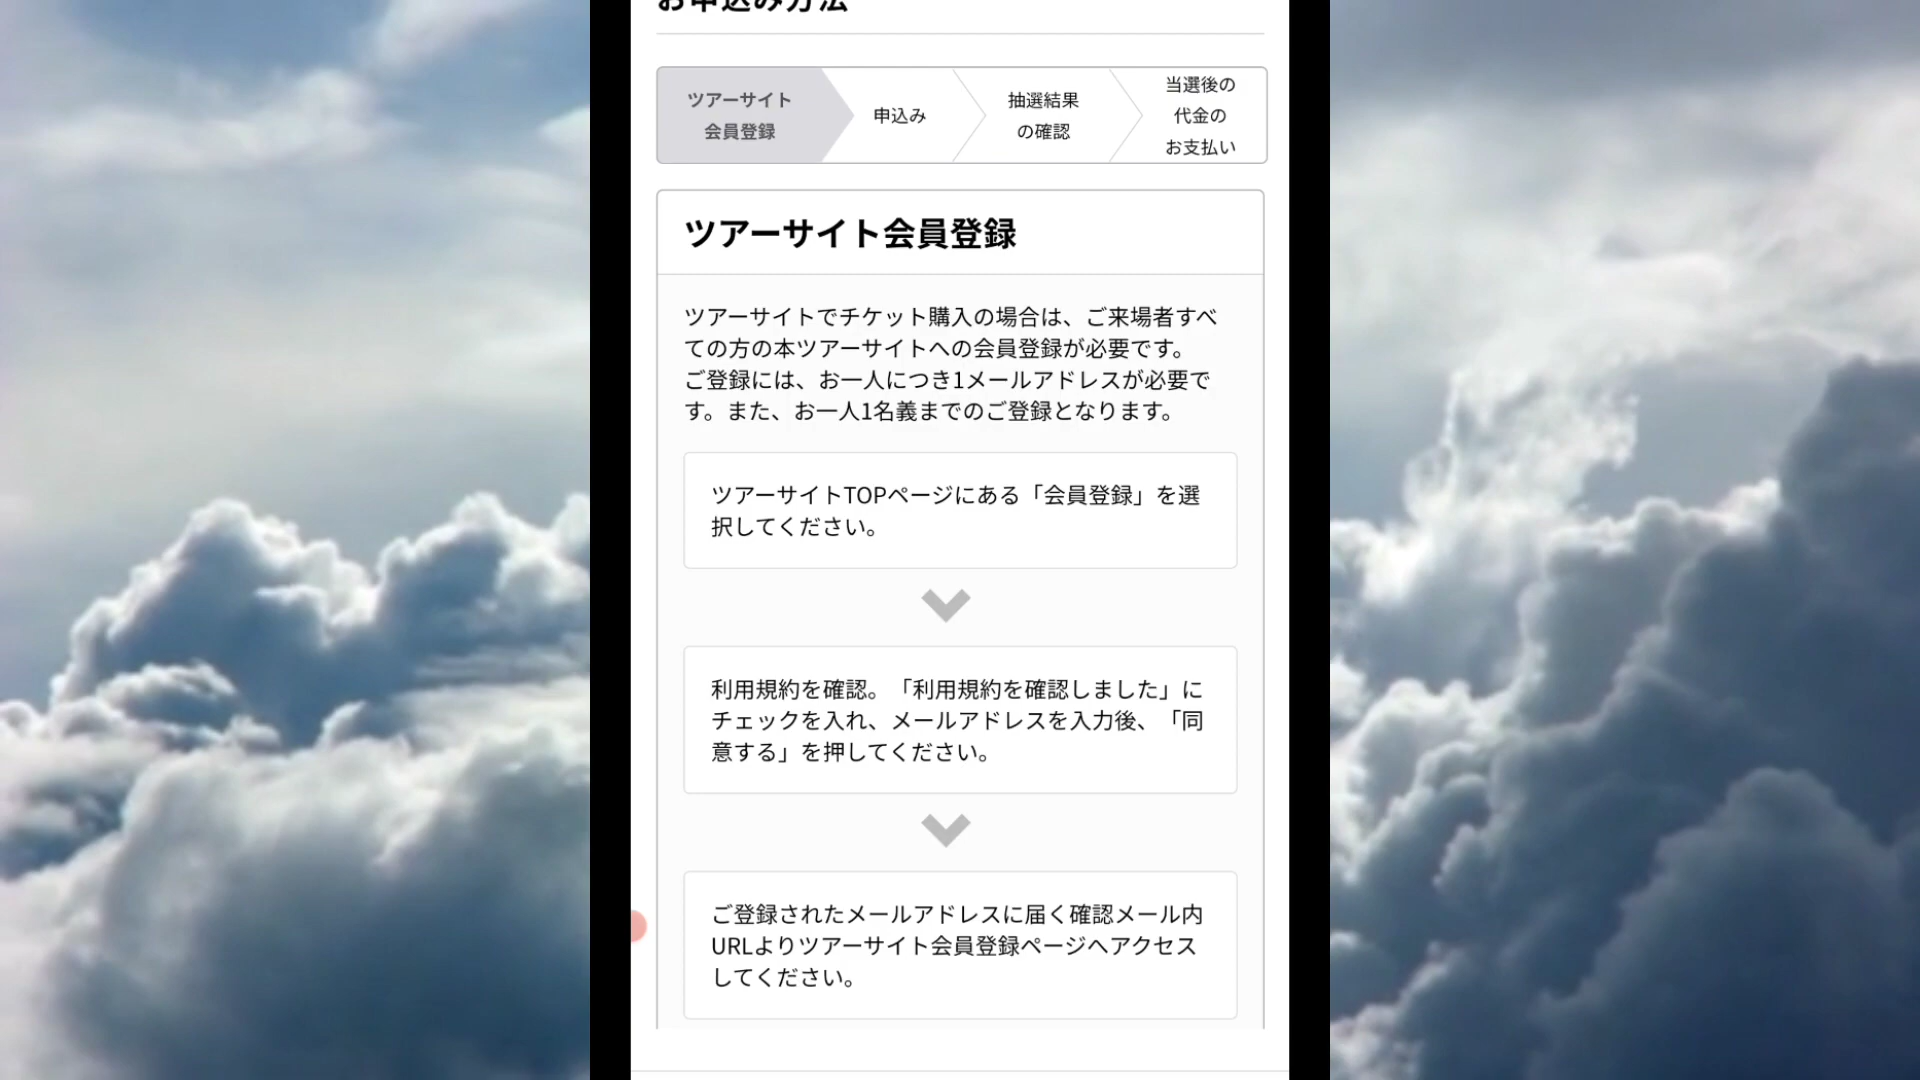 お申込み方法
ツアーサイト
会員登録
申込み
抽選結果
の確認
当選後の
代金の
お支払い
ツアーサイト会員登録
ツアーサイトでチケット購入の場合は、ご来場者すべ
ての方の本ツアーサイトへの会員登録が必要です。
ご登録には、お一人につき1メールアドレスが必要で
す。また、お一人1名義までのご登録となります。
ツアーサイトTOPページにある「会員登録」を選
択してください。
利用規約を確認。「利用規約を確認しました」に
チェックを入れ、メールアドレスを入力後、「同
意する」を押してください。
ご登録されたメールアドレスに届く確認メール内
URLよりツアーサイト会員登録ページへアクセス
してください。